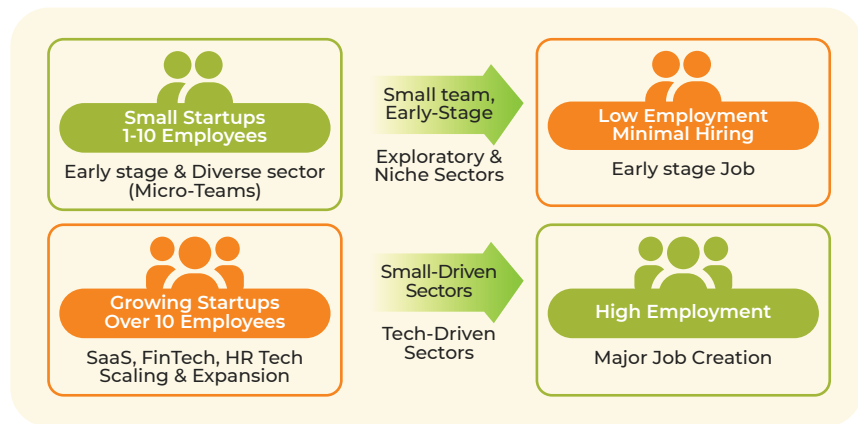 Small Startups
1-10 Employees
Early stage & Diverse sector
(Micro-Teams)
Small team,
Early-Stage
Exploratory &
Niche Sectors
Low Employment
Minimal Hiring
Early stage Job
Growing Startups
Over 10 Employees
SaaS, FinTech, HR Tech
Scaling & Expansion
Small-Driven
Sectors
Tech-Driven
Sectors
High Employment
Major Job Creation